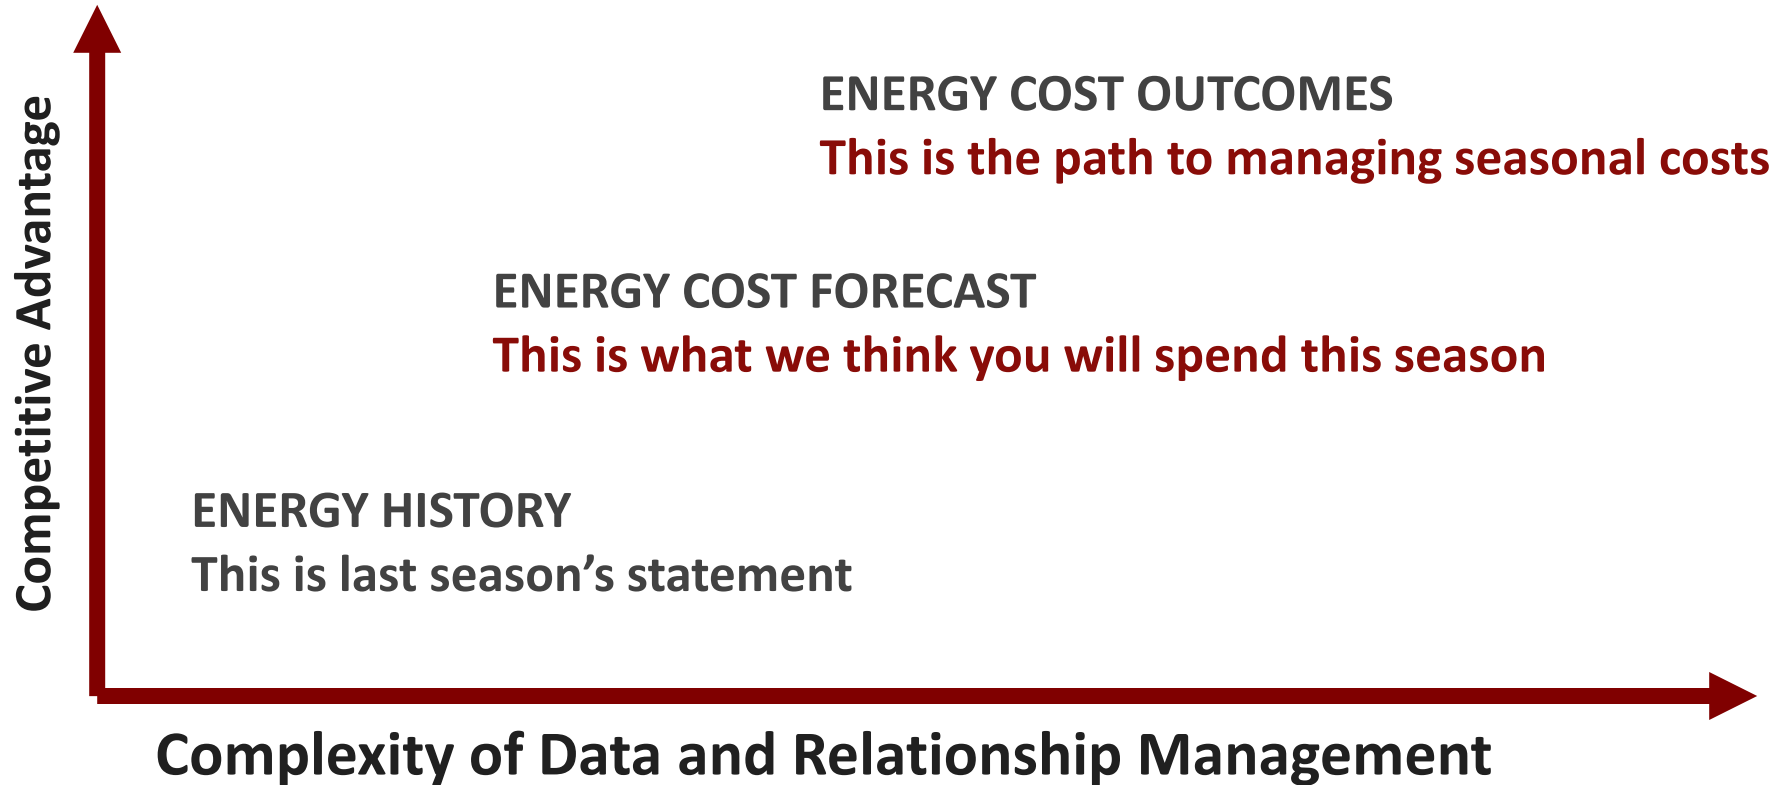 Competitive Advantage
ENERGY COST OUTCOMES
This is the path to managing seasonal costs
ENERGY COST FORECAST
This is what we think you will spend this season
ENERGY HISTORY
This is last season’s statement
Complexity of Data and Relationship Management